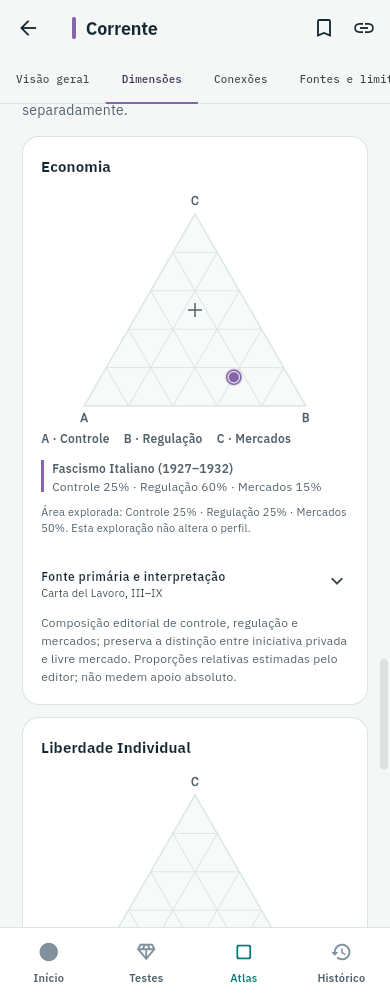 Corrente
Visão geral
Dimensões
Conexões
Fontes e limit
separadamente.
Economia
C
A
B
A · Controle B · Regulação C · Mercados
Fascismo Italiano (1927–1932)
Controle 25% · Regulação 60% · Mercados 15%
Área explorada: Controle 25% · Regulação 25% · Mercados
50%. Esta exploração não altera o perfil.
Fonte primária e interpretação
Carta del Lavoro, III–IX
Composição editorial de controle, regulação e
mercados; preserva a distinção entre iniciativa privada
e livre mercado. Proporções relativas estimadas pelo
editor; não medem apoio absoluto.
Liberdade Individual
C
Início
Testes
Atlas
Histórico